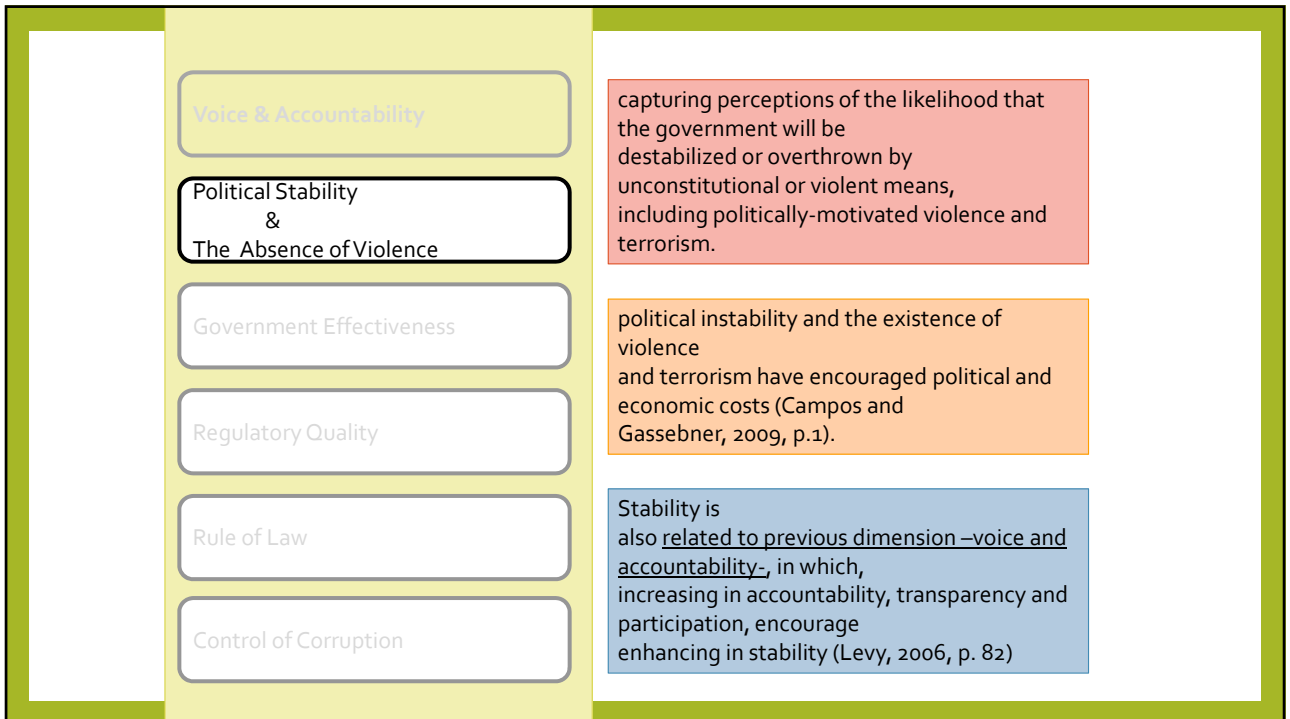 Voice & Accountability
Political Stability
&
The Absence of Violence
Government Effectiveness
Regulatory Quality
Rule of Law
Control of Corruption
capturing perceptions of the likelihood that
the government will be
destabilized or overthrown by
unconstitutional or violent means,
including politically-motivated violence and
terrorism.
political instability and the existence of
violence
and terrorism have encouraged political and
economic costs (Campos and
Gassebner, 2009, p.1).
Stability is
also related to previous dimension –voice and
accountability-, in which,
increasing in accountability, transparency and
participation, encourage
enhancing in stability (Levy, 2006, p. 82)